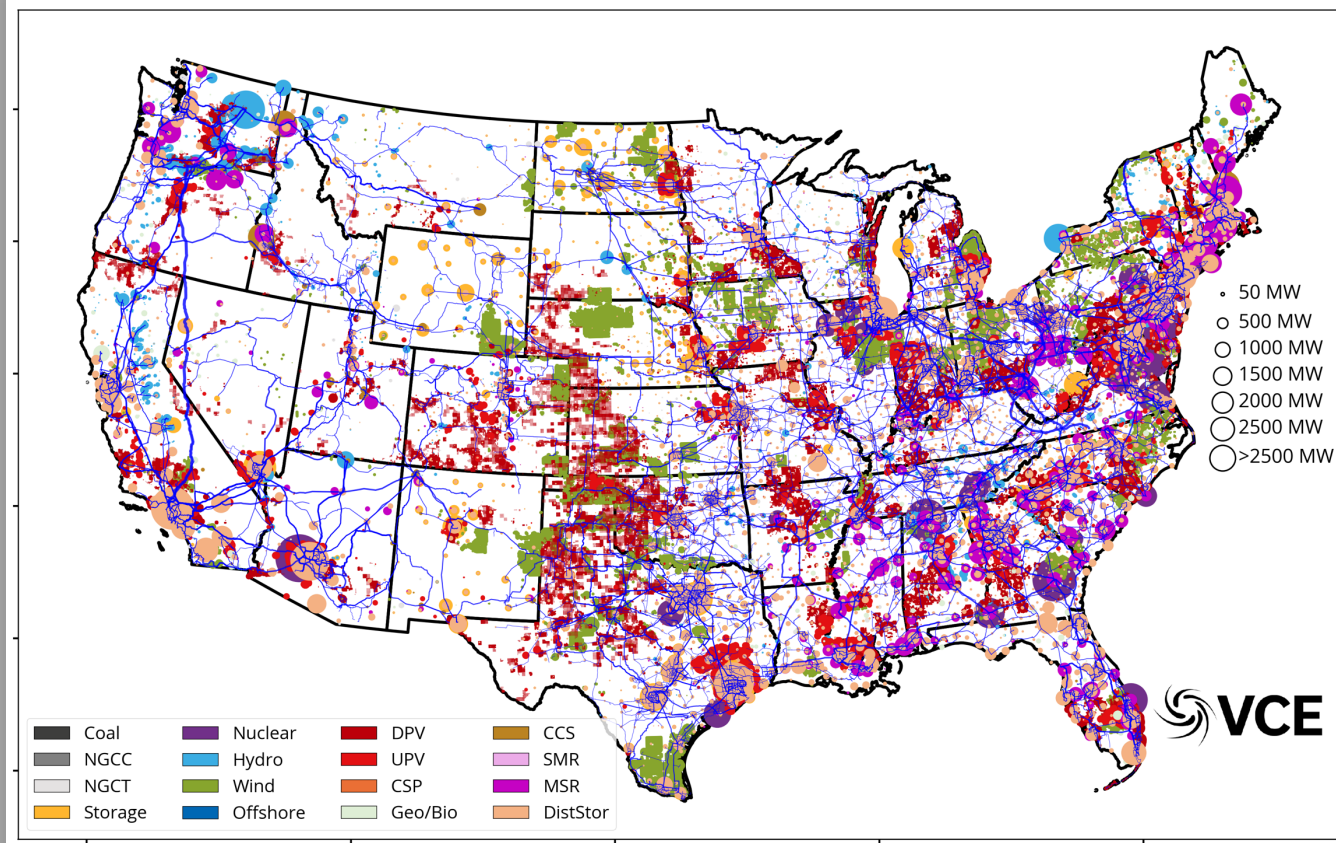 50 MW
500 MW
1000 MW
1500 MW
2000 MW
2500 MW
>2500 MW
VCE
Coal Nuclear DPV CCS
NGCC Hydro UPV SMR
NGCT Wind CSP MSR
Storage Offshore Geo/Bio DistStor